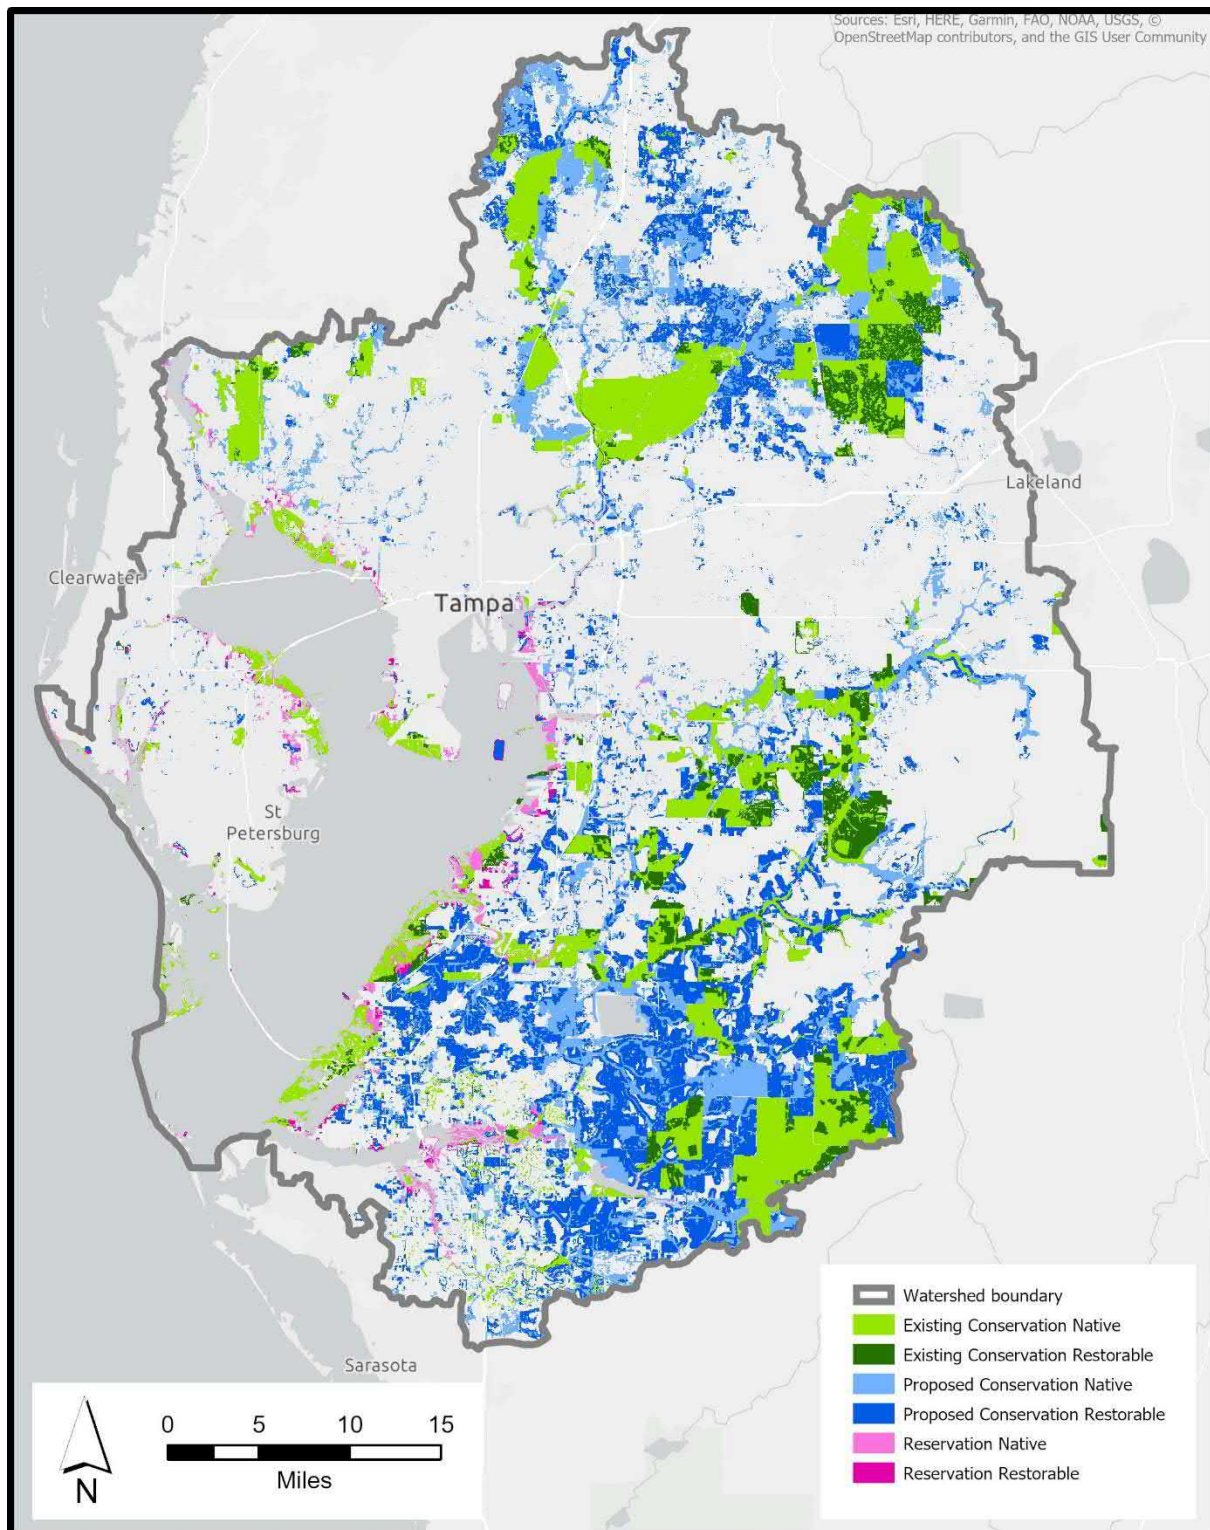 Sources: Esri, HERE, Garmin, FAO, NOAA, USGS, ©
OpenStreetMap contributors, and the GIS User Community
Lakeland
Clearwater
Tampa
St
Petersburg
Sarasota
Watershed boundary
Existing Conservation Native
Existing Conservation Restorable
Proposed Conservation Native
Proposed Conservation Restorable
Reservation Native
Reservation Restorable
0 5 10 15
Miles
N